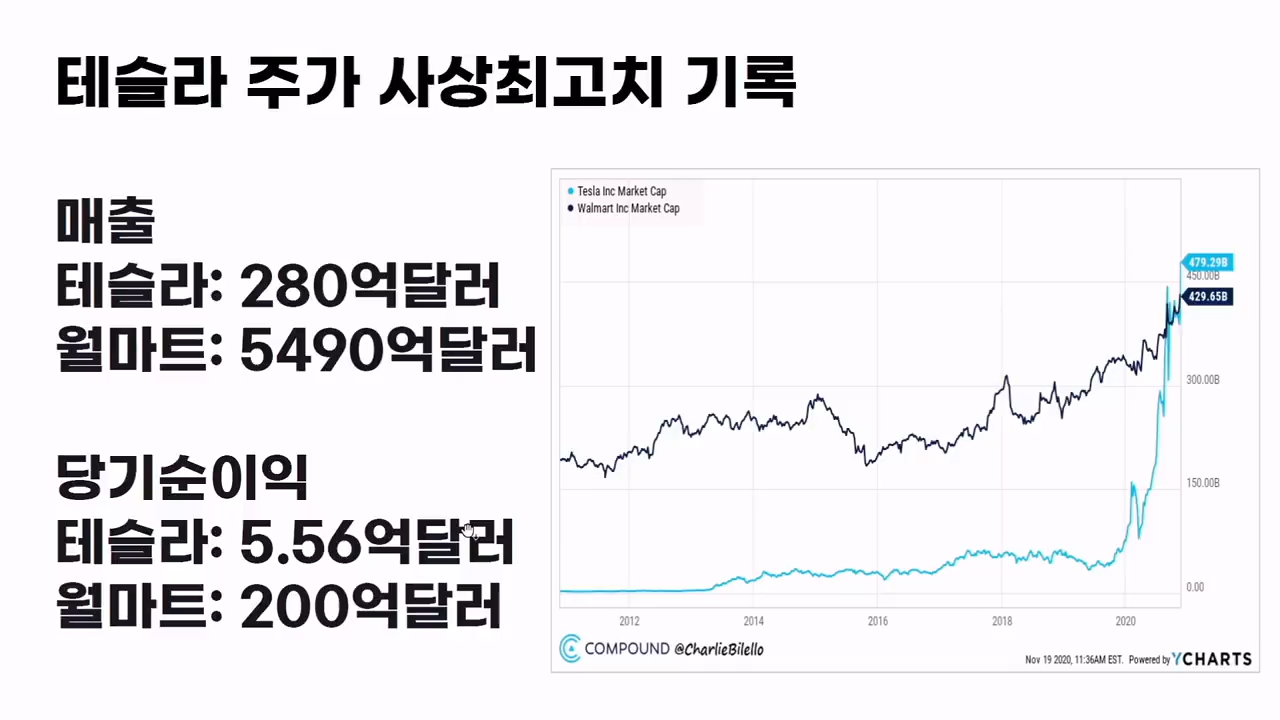 테슬라 주가 사상최고치 기록
매출
테슬라: 280억달러
월마트: 5490억달러
당기순이익
테슬라: 5.56억달러
월마트: 200억달러
Tesla Inc Market Cap
Walmart Inc Market Cap
479.29B
450.00B
429.65B
300.00B
150.00B
0.00
2012 2014 2016 2018 2020
COMPOUND @CharlieBilello
Nov 19 2020, 11:36AM EST. Powered by YCHARTS